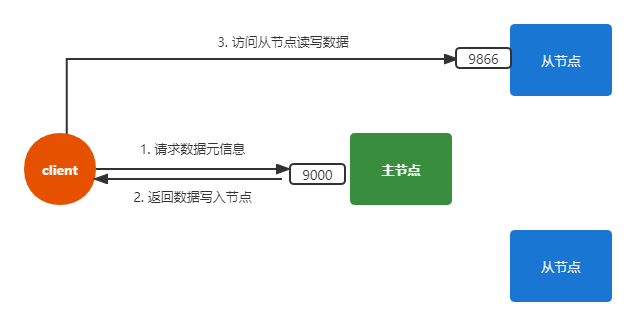 3. 访问从节点读写数据
9866
从节点
1. 请求数据元信息
client
9000
主节点
2. 返回数据写入节点
从节点